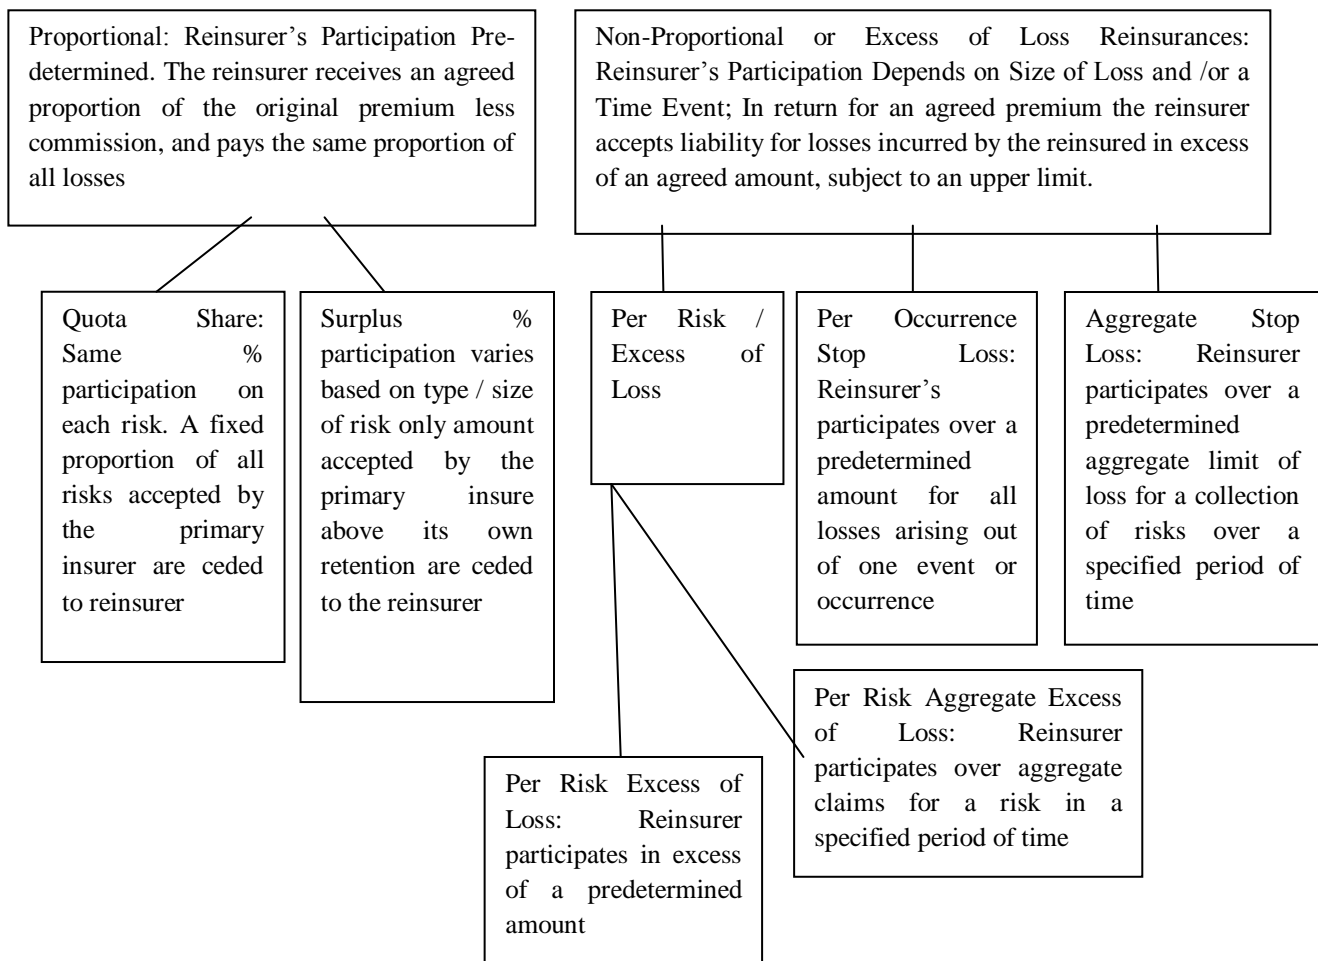 Proportional: Reinsurer's Participation Pre-
determined. The reinsurer receives an agreed
proportion of the original premium less
commission, and pays the same proportion of
all losses
Non-Proportional or Excess of Loss Reinsurances:
Reinsurer's Participation Depends on Size of Loss and /or a
Time Event; In return for an agreed premium the reinsurer
accepts liability for losses incurred by the reinsured in excess
of an agreed amount, subject to an upper limit.
Quota Share:
Same %
participation on
each risk. A fixed
proportion of all
risks accepted by
the primary
insurer are ceded
to reinsurer
Surplus %
participation varies
based on type / size
of risk only amount
accepted by the
primary insure
above its own
retention are ceded
to the reinsurer
Per Risk /
Excess of
Loss
Per Occurrence
Stop Loss:
Reinsurer's
participates over a
predetermined
amount for all
losses arising out
of one event or
occurrence
Aggregate Stop
Loss: Reinsurer
participates over a
predetermined
aggregate limit of
loss for a collection
of risks over a
specified period of
time
Per Risk Excess of
Loss: Reinsurer
participates in excess
of a predetermined
amount
Per Risk Aggregate Excess
of Loss: Reinsurer
participates over aggregate
claims for a risk in a
specified period of time